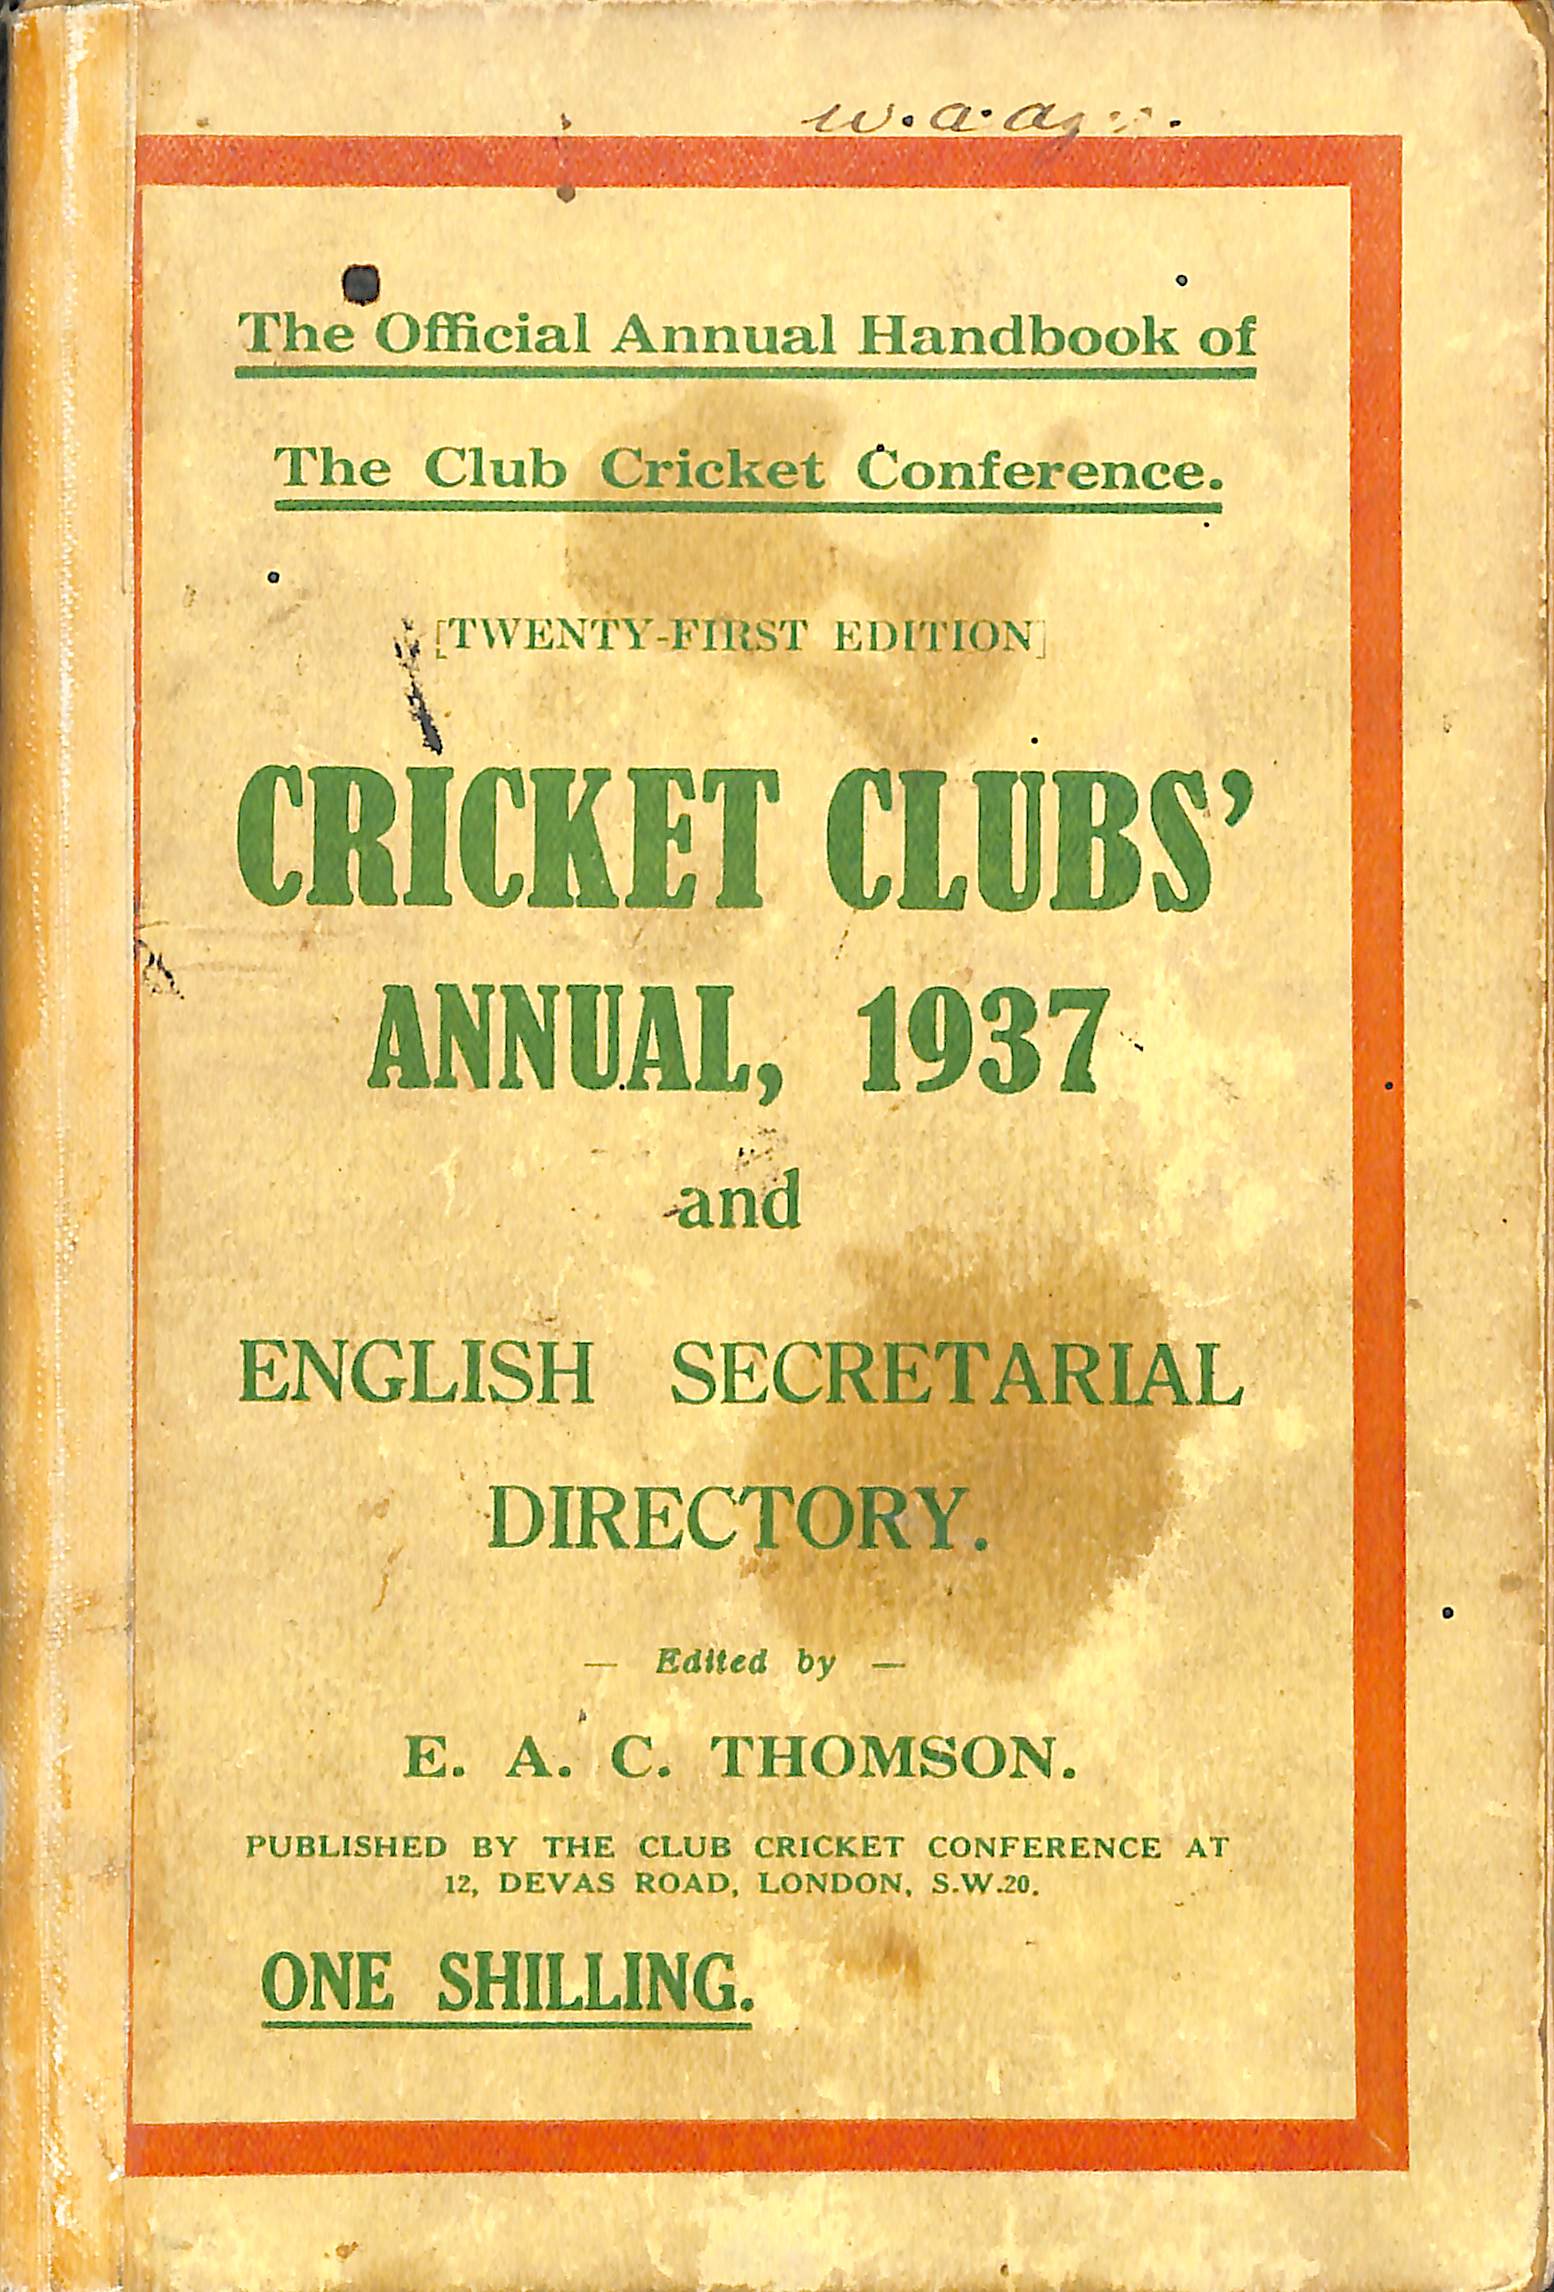 w. a.
The Official Annual Handbook of
The Club Cricket Conference.
[TWENTY-FIRST EDITION]
CRICKET CLUBS'
ANNUAL, 1937
and
ENGLISH SECRETARIAL
DIRECTORY.
— Edited by —
E. A. C. THOMSON.
PUBLISHED BY THE CLUB CRICKET CONFERENCE AT
12, DEVAS ROAD, LONDON, S.W.20.
ONE SHILLING.